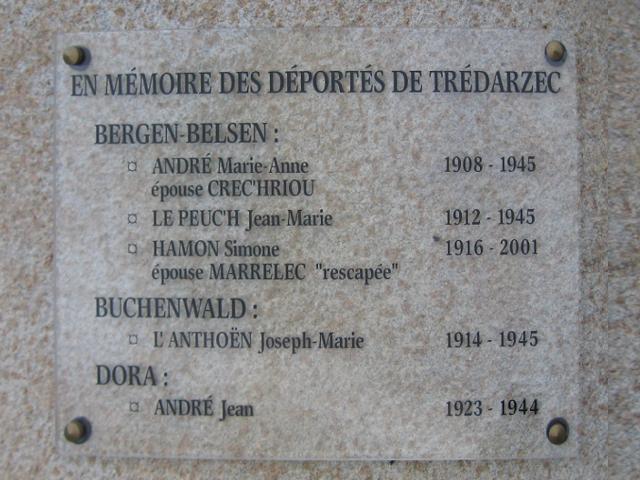 EN MÉMOIRE DES DÉPORTÉS DE TRÉDARZEC
BERGEN-BELSEN :
¤ ANDRÉ Marie-Anne 1908 - 1945
épouse CREC'HRIOU
¤ LE PEUC'H Jean-Marie 1912 - 1945
¤ HAMON Simone 1916 - 2001
épouse MARRELEC "rescapée"
BUCHENWALD :
¤ L'ANTHOËN Joseph-Marie 1914 - 1945
DORA :
¤ ANDRÉ Jean 1923 - 1944